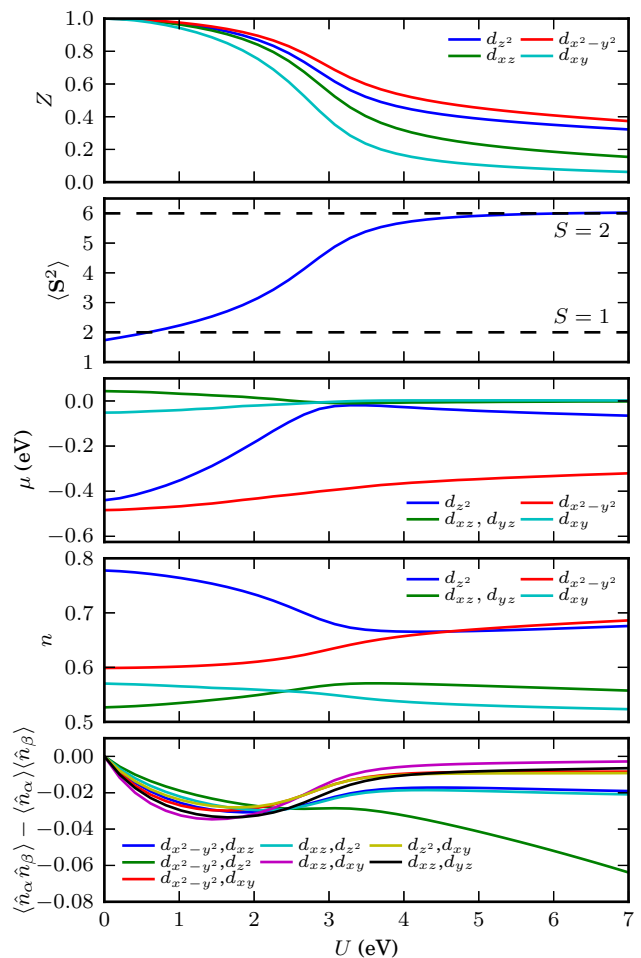 1.0
0.8
0.6
0.4
0.2
0.0
Z
d_{z^2} d_{x^2-y^2}
d_{xz} d_{xy}
6
5
4
3
2
1
⟨S²⟩
S = 2
S = 1
0.0
−0.2
−0.4
−0.6
μ (eV)
d_{z^2} d_{x^2-y^2}
d_{xz}, d_{yz} d_{xy}
0.8
0.7
0.6
0.5
n
d_{z^2} d_{x^2-y^2}
d_{xz}, d_{yz} d_{xy}
0.00
−0.02
−0.04
−0.06
−0.08
⟨n̂_α n̂_β⟩ − ⟨n̂_α⟩⟨n̂_β⟩
d_{x^2-y^2},d_{xz} d_{xz},d_{z^2} d_{z^2},d_{xy}
d_{x^2-y^2},d_{z^2} d_{xz},d_{xy} d_{xz},d_{yz}
d_{x^2-y^2},d_{xy}
0 1 2 3 4 5 6 7
U (eV)